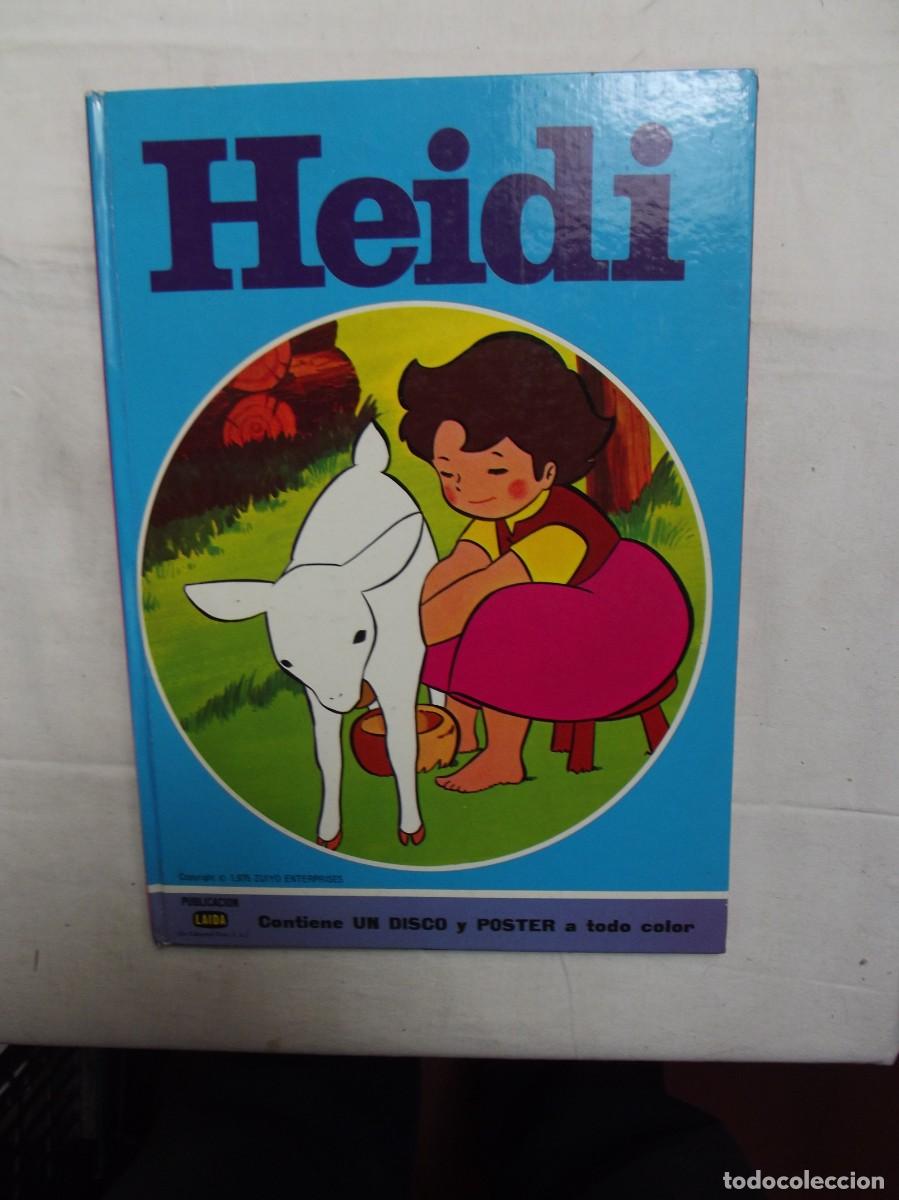 Heidi
Copyright © 1.975 ZUIYO ENTERPRISES
PUBLICACION
LAIDA
Contiene UN DISCO y POSTER a todo color
todocoleccion